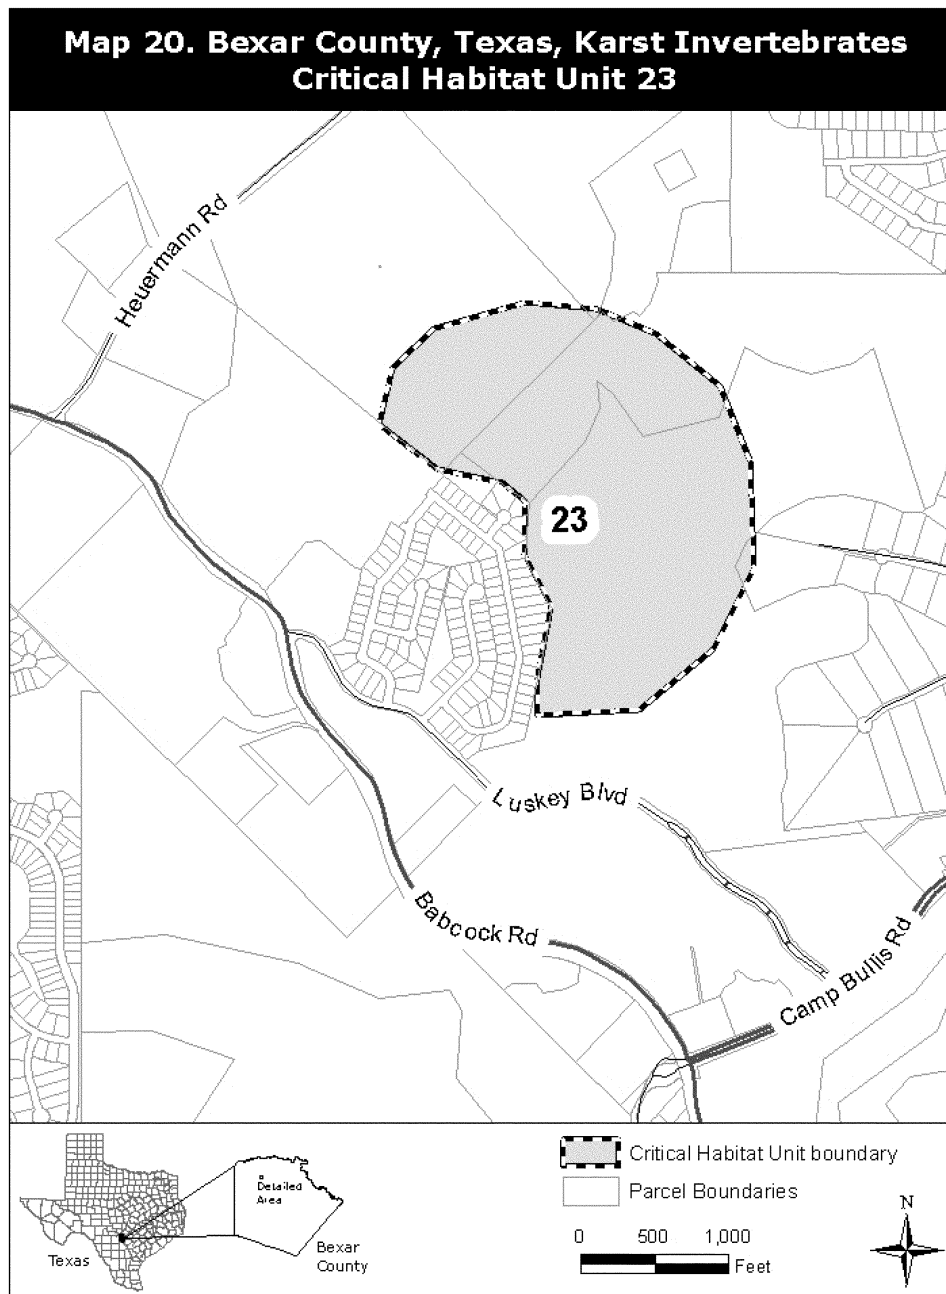 Map 20. Bexar County, Texas, Karst Invertebrates
Critical Habitat Unit 23
Heuermann Rd
23
Luskey Blvd
Babcock Rd
Camp Bullis Rd
Critical Habitat Unit boundary
Parcel Boundaries
0 500 1,000
Feet
N
Detailed
Area
Texas
Bexar
County